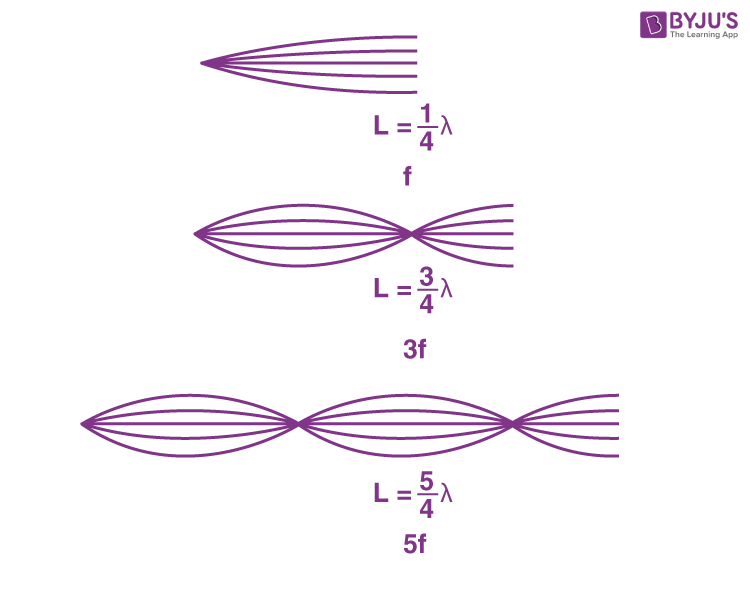 BYJU'S
The Learning App
L = 1/4 λ
f
L = 3/4 λ
3f
L = 5/4 λ
5f